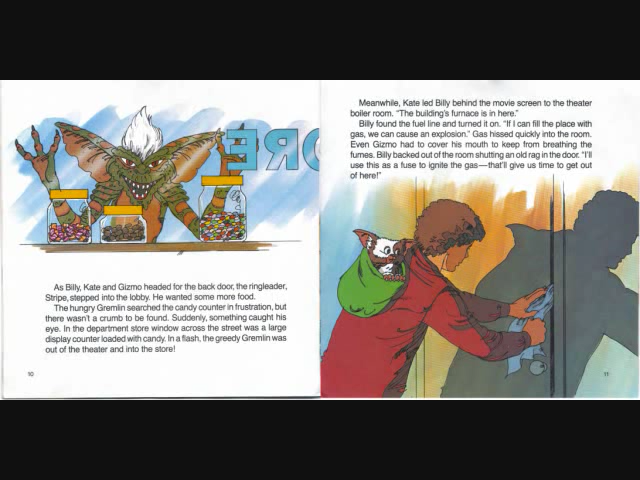 ORE
As Billy, Kate and Gizmo headed for the back door, the ringleader,
Stripe, stepped into the lobby. He wanted some more food.
The hungry Gremlin searched the candy counter in frustration, but
there wasn't a crumb to be found. Suddenly, something caught his
eye. In the department store window across the street was a large
display counter loaded with candy. In a flash, the greedy Gremlin was
out of the theater and into the store!
10
Meanwhile, Kate led Billy behind the movie screen to the theater
boiler room. "The building's furnace is in here."
Billy found the fuel line and turned it on. "If I can fill the place with
gas, we can cause an explosion." Gas hissed quickly into the room.
Even Gizmo had to cover his mouth to keep from breathing the
fumes. Billy backed out of the room shutting an old rag in the door. "I'll
use this as a fuse to ignite the gas—that'll give us time to get out
of here!"
11